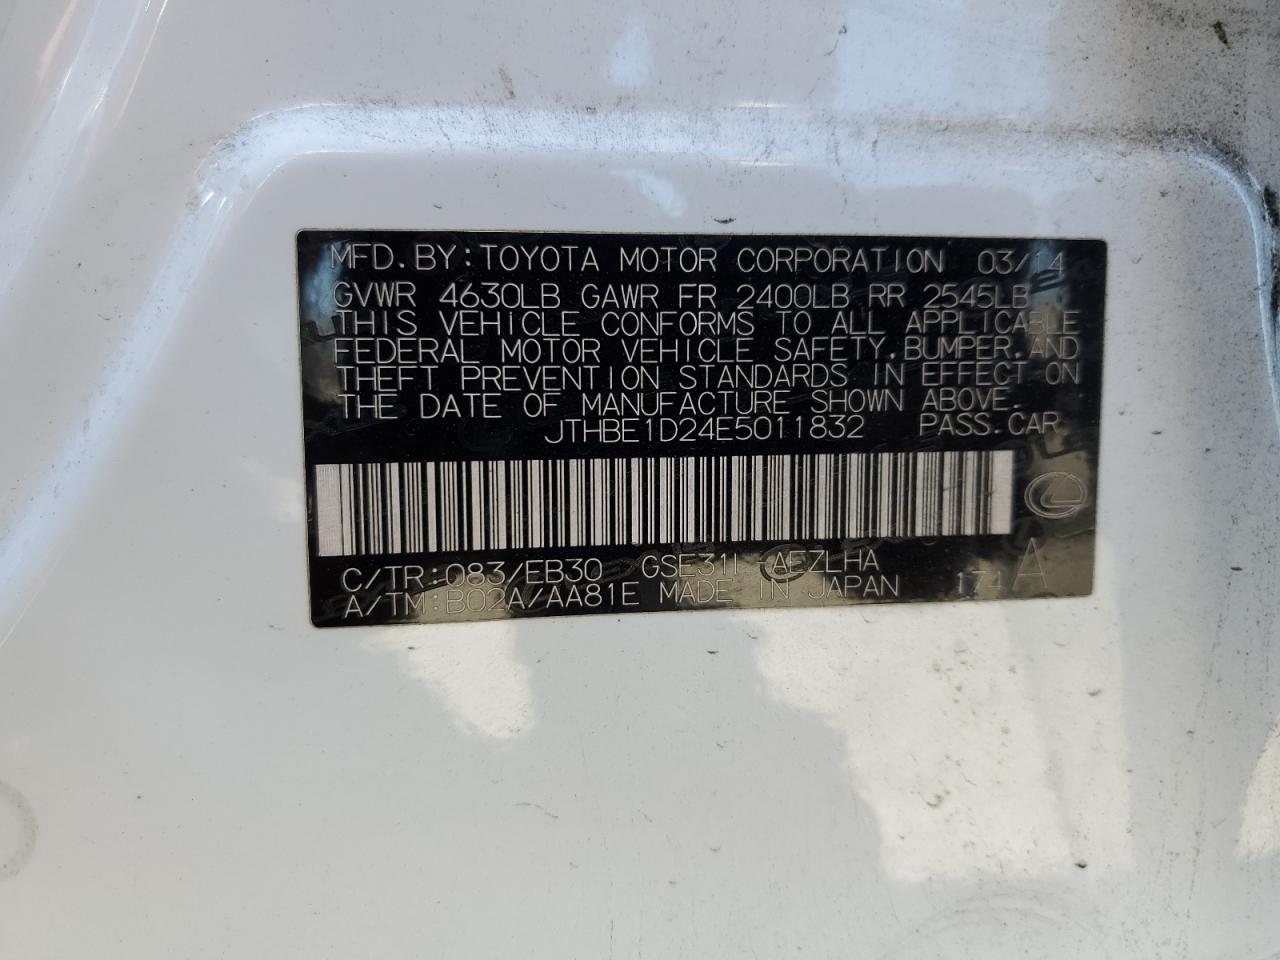 MFD.BY:TOYOTA MOTOR CORPORATION 03/14
GVWR 4630LB GAWR FR 2400LB RR 2545LB
THIS VEHICLE CONFORMS TO ALL APPLICABLE
FEDERAL MOTOR VEHICLE SAFETY,BUMPER,AND
THEFT PREVENTION STANDARDS IN EFFECT ON
THE DATE OF MANUFACTURE SHOWN ABOVE.
JTHBE1D24E5011832 PASS.CAR
C/TR:083/EB30 GSE31L-AEZLHA
A/TM:B02A/AA81E MADE IN JAPAN 171A